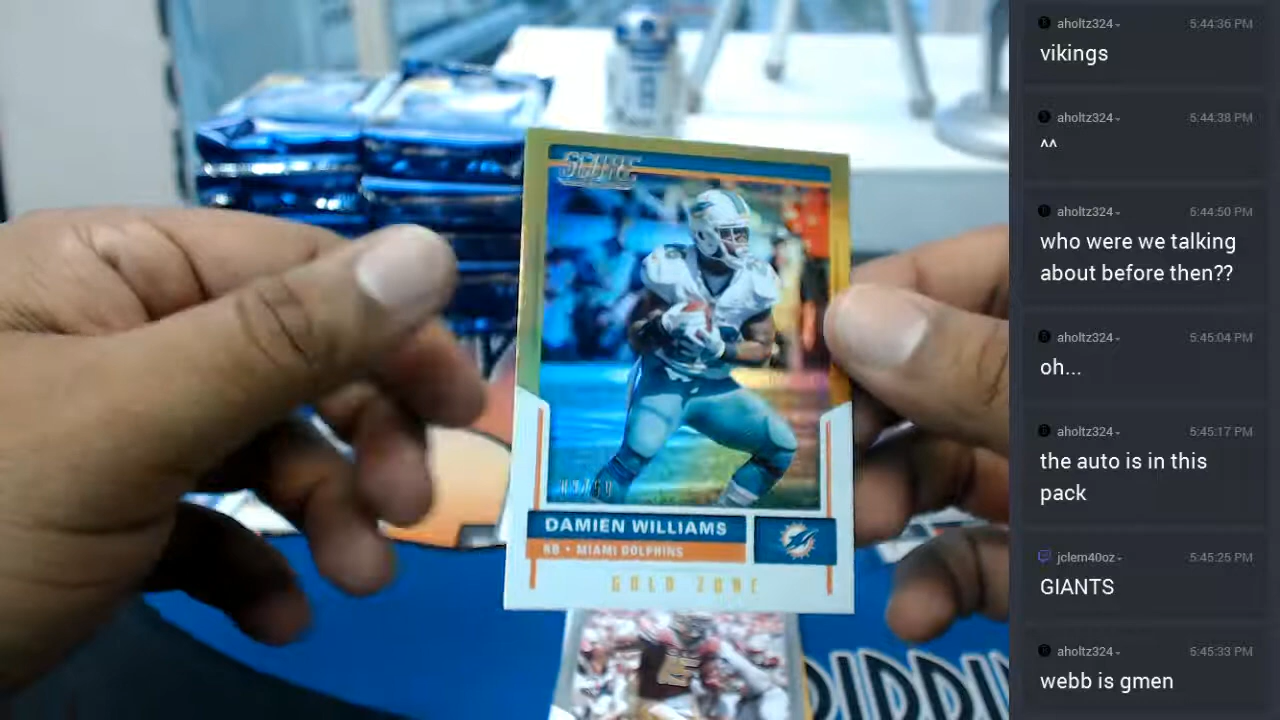 SCORE
DAMIEN WILLIAMS
RB • MIAMI DOLPHINS
GOLD ZONE
15
aholtz324
5:44:36 PM
vikings
aholtz324
5:44:38 PM
^^
aholtz324
5:44:50 PM
who were we talking
about before then??
aholtz324
5:45:04 PM
oh...
aholtz324
5:45:17 PM
the auto is in this
pack
jclem40oz
5:45:25 PM
GIANTS
aholtz324
5:45:33 PM
webb is gmen